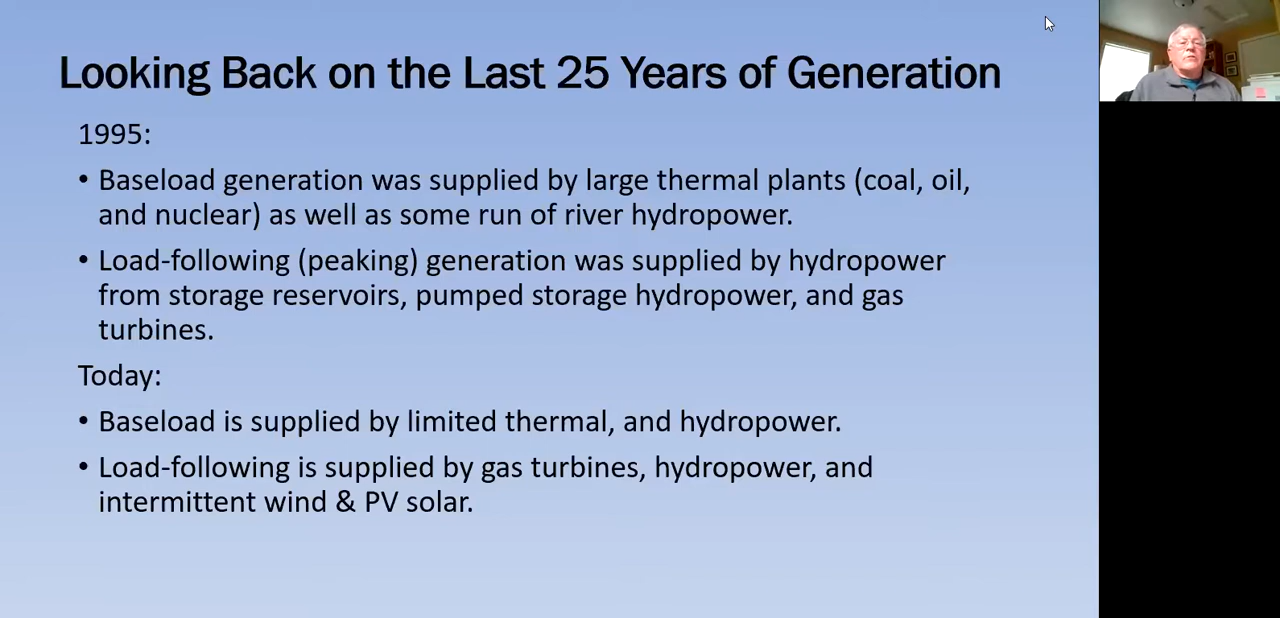 Looking Back on the Last 25 Years of Generation
1995:
• Baseload generation was supplied by large thermal plants (coal, oil,
and nuclear) as well as some run of river hydropower.
• Load-following (peaking) generation was supplied by hydropower
from storage reservoirs, pumped storage hydropower, and gas
turbines.
Today:
• Baseload is supplied by limited thermal, and hydropower.
• Load-following is supplied by gas turbines, hydropower, and
intermittent wind & PV solar.